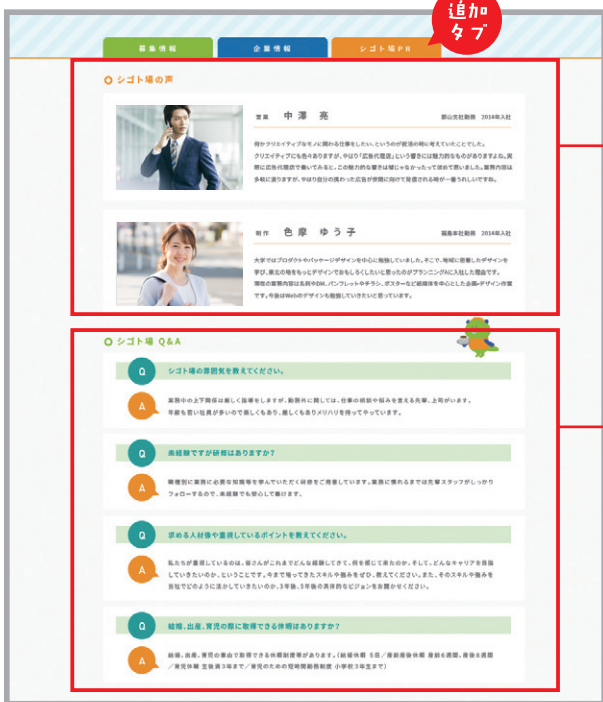 追加
タブ
募集情報
企業情報
シゴト場PR
シゴト場の声
営業 中澤 亮 郡山支社勤務 2014年入社
何かクリエイティブなモノに関わる仕事をしたい、というのが就活の時に考えていたことでした。
クリエイティブにも色々ありますが、やはり「広告代理店」という響きには魅力的なものがありますよね。実
際に広告代理店で働いてみると、この魅力的な響きは嘘じゃなかったって改めて思いました。業務内容は
多岐に渡りますが、やはり自分の携わった広告が世間に向けて発信される時が一番うれしいですね。
制作 色摩 ゆう子 福島本社勤務 2014年入社
大学ではプロダクトやパッケージデザインを中心に勉強していました。そこで、地域に密着したデザインを
学び、東北の地をもっとデザインでおもしろくしたいと思ったのがプランニングAに入社した理由です。
現在の業務内容は名刺やDM、パンフレットやチラシ、ポスターなど紙媒体を中心とした企画・デザイン作業
です。今後はWebのデザインも勉強していきたいと思っています。
シゴト場 Q&A
Q シゴト場の雰囲気を教えてください。
A 業務中の上下関係は厳しく指導をしますが、勤務外に関しては、仕事の相談や悩みを支える先輩、上司がいます。
年齢も若い社員が多いので楽しくもあり、厳しくもありメリハリを持ってやっています。
Q 未経験ですが研修はありますか?
A 職種別に業務に必要な知識等を学んでいただく研修をご用意しています。業務に慣れるまでは先輩スタッフがしっかり
フォローするので、未経験でも安心して働けます。
Q 求める人材像や重視しているポイントを教えてください。
A 私たちが重視しているのは、皆さんがこれまでどんな経験してきて、何を感じて来たのか。そして、どんなキャリアを目指
していきたいのか、ということです。今まで培ってきたスキルや強みをぜひ、教えてください。また、そのスキルや強みを
当社でどのように活かしていきたいのか、3年後、5年後の具体的なビジョンをお聞かせください。
Q 結婚、出産、育児の際に取得できる休暇はありますか?
A 結婚、出産、育児の事由で取得できる休暇制度等があります。(結婚休暇 5日/産前産後休暇 産前6週間、産後8週間
/育児休業 生後満3年まで/育児のための短時間勤務制度 小学校3年生まで)